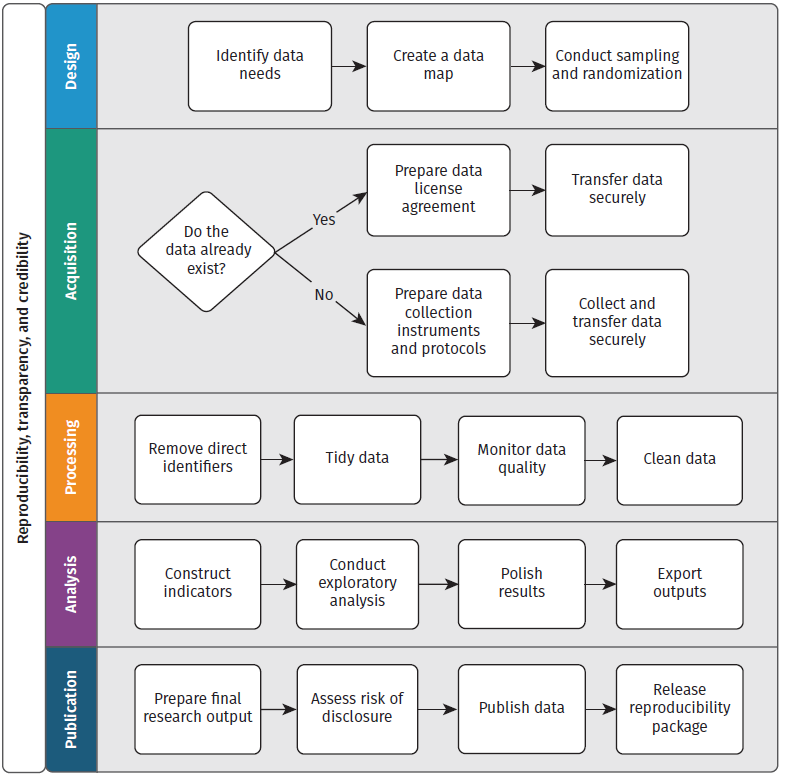 Reproducibility, transparency, and credibility
Design
Identify data
needs
Create a data
map
Conduct sampling
and randomization
Acquisition
Do the
data already
exist?
Yes
Prepare data
license
agreement
Transfer data
securely
No
Prepare data
collection
instruments
and protocols
Collect and
transfer data
securely
Processing
Remove direct
identifiers
Tidy data
Monitor data
quality
Clean data
Analysis
Construct
indicators
Conduct
exploratory
analysis
Polish
results
Export
outputs
Publication
Prepare final
research output
Assess risk of
disclosure
Publish data
Release
reproducibility
package